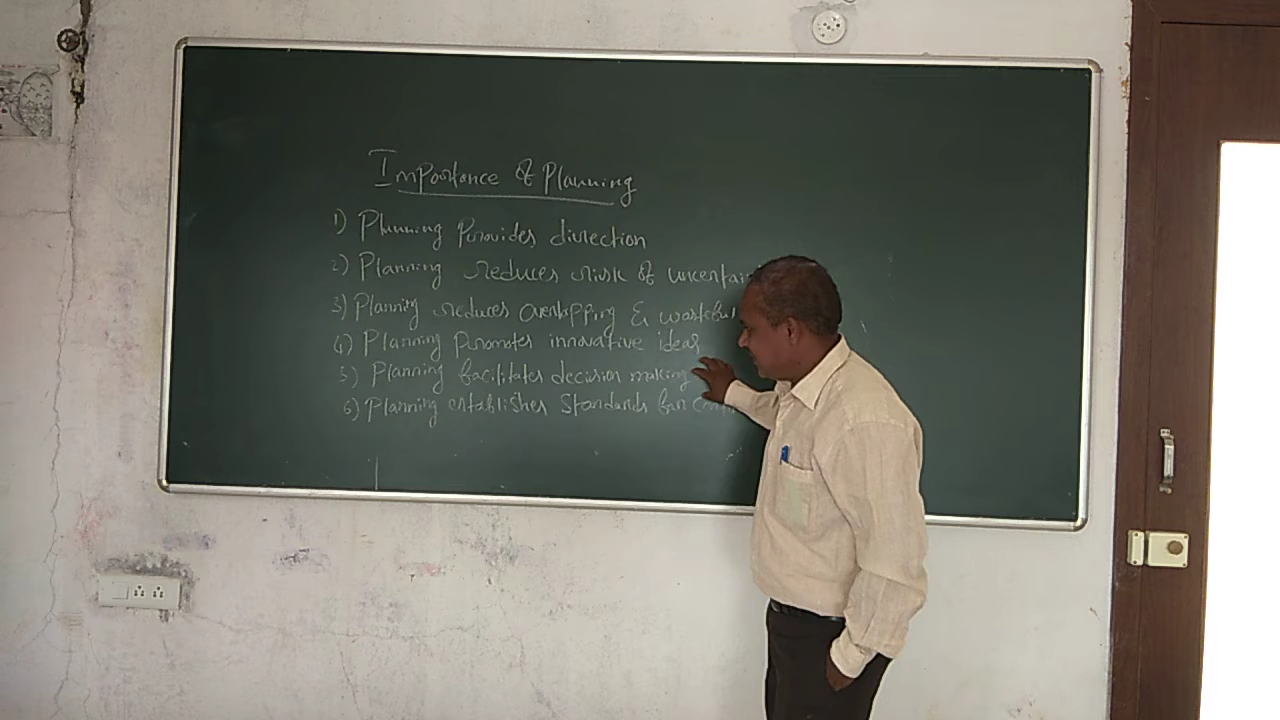 Importance of Planning
1) Planning Provides direction
2) Planning reduces risk of uncertain
3) Planning reduces overlapping & wasteful
4) Planning Promotes innovative ideas
5) Planning facilitates decision making
6) Planning establishes Standards for